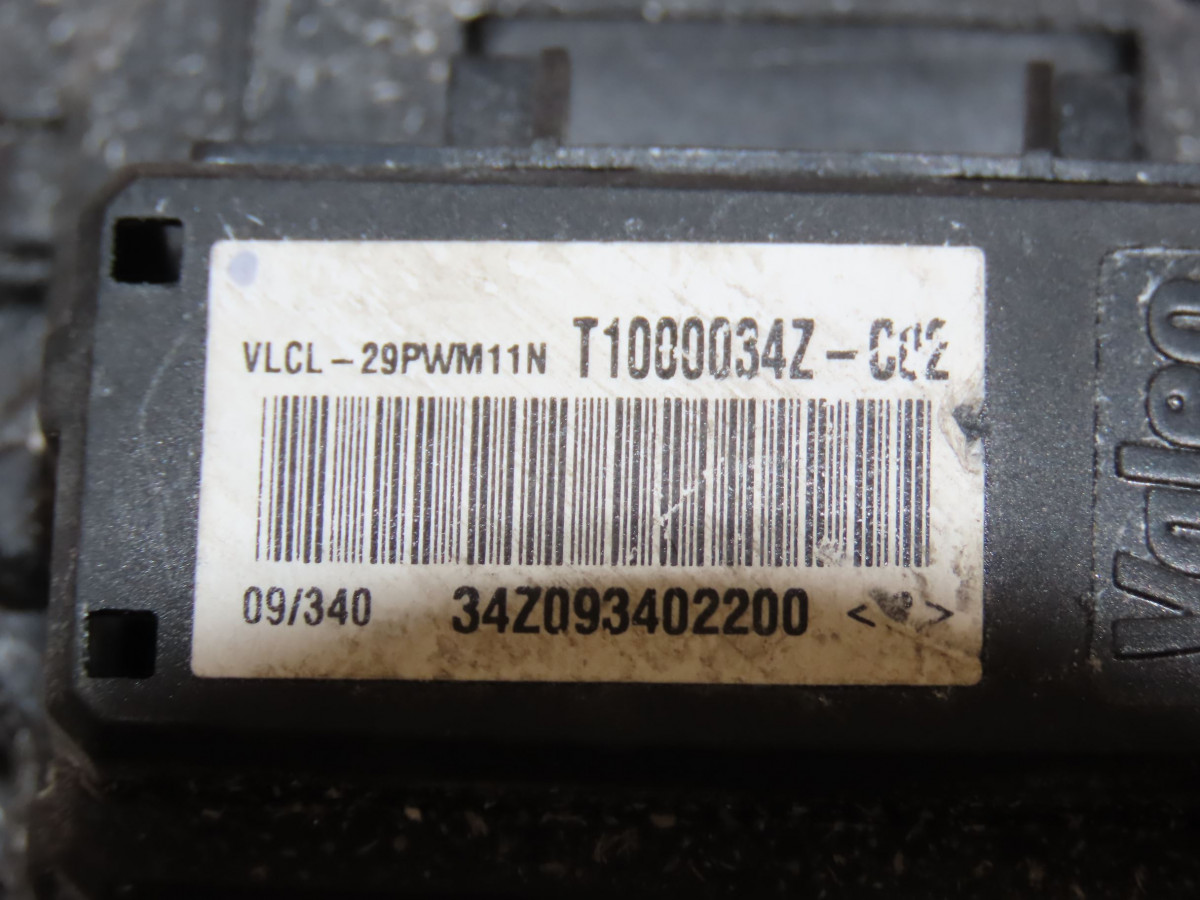 VLCL-29PWM11N T1000034Z-C02
09/340 34Z093402200 < >
Valeo